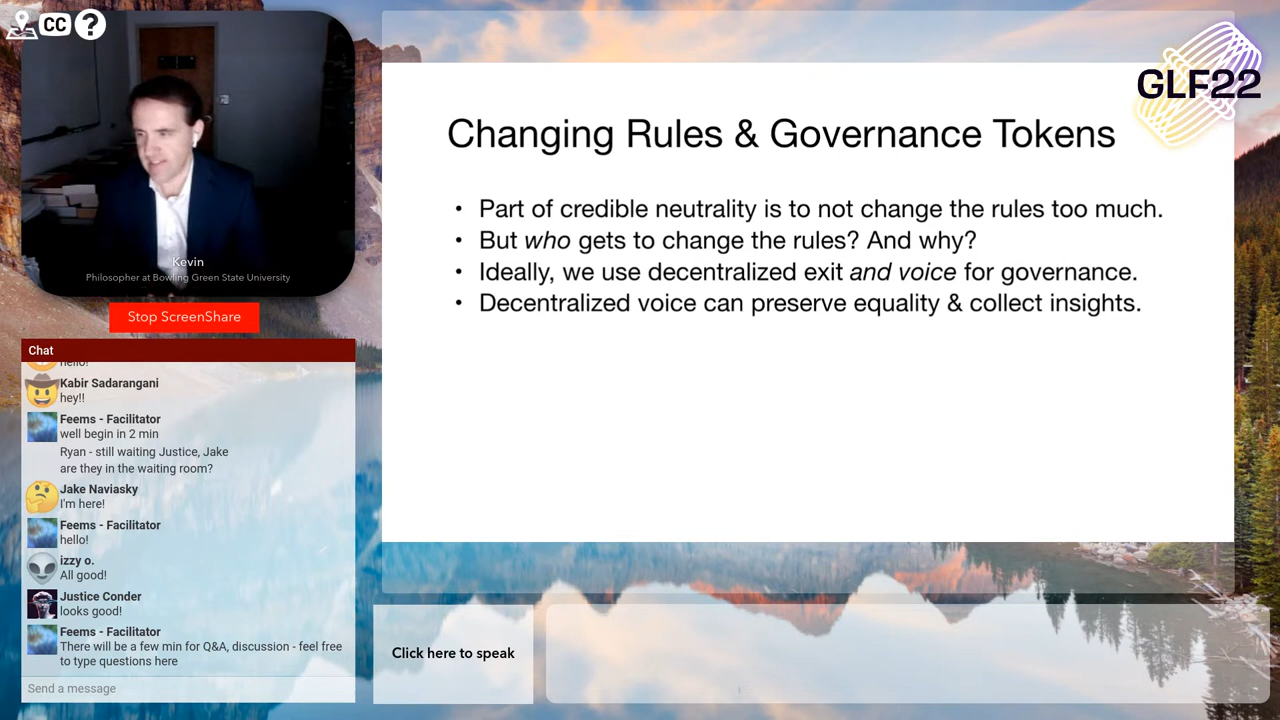 CC ?
GLF22
Kevin
Philosopher at Bowling Green State University
Stop ScreenShare
Changing Rules & Governance Tokens
• Part of credible neutrality is to not change the rules too much.
• But who gets to change the rules? And why?
• Ideally, we use decentralized exit and voice for governance.
• Decentralized voice can preserve equality & collect insights.
Chat
hello!
Kabir Sadarangani
hey!!
Feems - Facilitator
well begin in 2 min
Ryan - still waiting Justice, Jake
are they in the waiting room?
Jake Naviasky
I'm here!
Feems - Facilitator
hello!
izzy o.
All good!
Justice Conder
looks good!
Feems - Facilitator
There will be a few min for Q&A, discussion - feel free
to type questions here
Send a message
Click here to speak